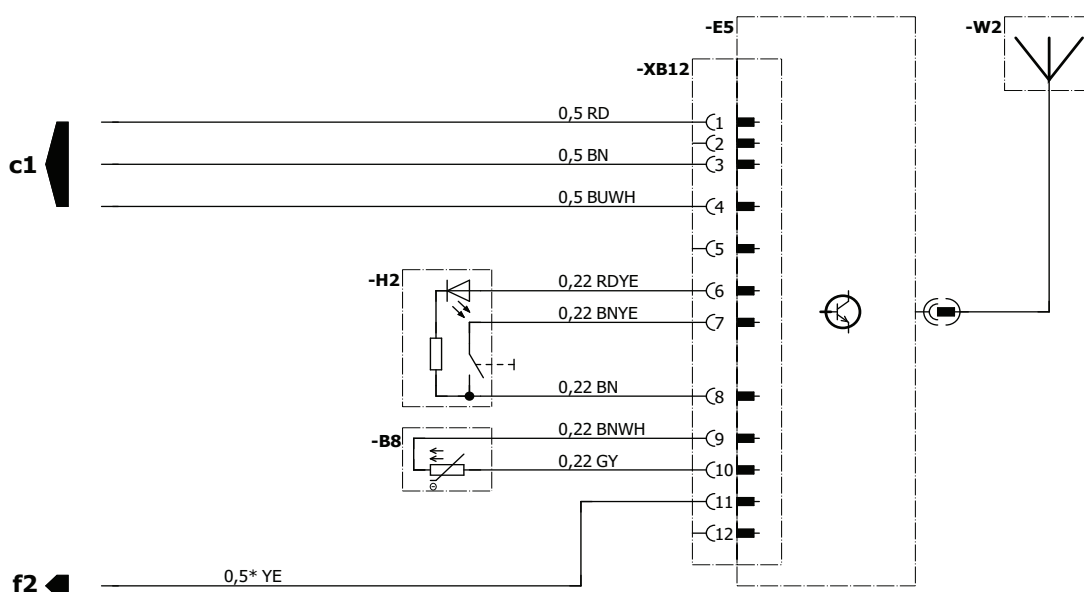 -E5
-W2
-XB12
0,5 RD
1
2
c1
0,5 BN
3
0,5 BUWH
4
5
-H2
0,22 RDYE
6
0,22 BNYE
7
0,22 BN
8
-B8
0,22 BNWH
9
0,22 GY
10
11
12
f2
0,5* YE